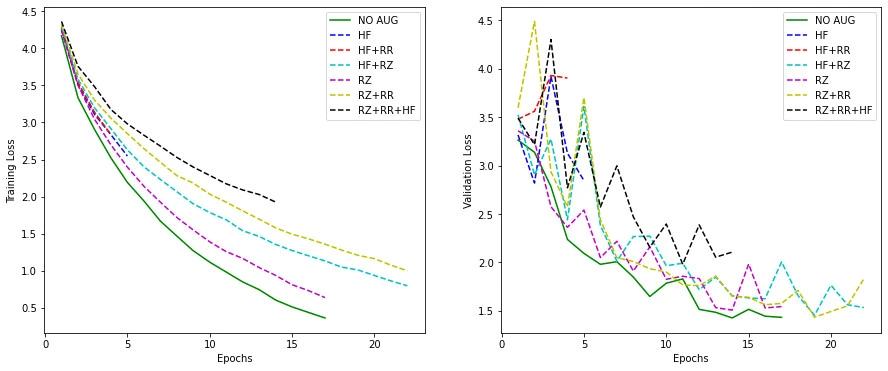 4.5
4.0
3.5
3.0
2.5
2.0
1.5
1.0
0.5
Training Loss
0
5
10
15
20
Epochs
NO AUG
HF
HF+RR
HF+RZ
RZ
RZ+RR
RZ+RR+HF
4.5
4.0
3.5
3.0
2.5
2.0
1.5
Validation Loss
0
5
10
15
20
Epochs
NO AUG
HF
HF+RR
HF+RZ
RZ
RZ+RR
RZ+RR+HF